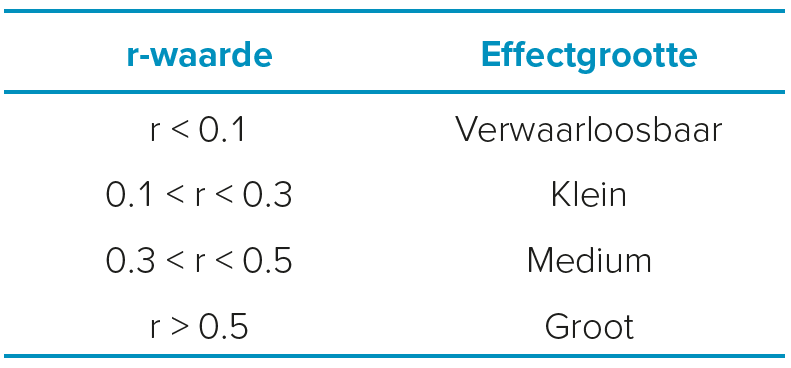 r-waarde Effectgrootte
r < 0.1 Verwaarloosbaar
0.1 < r < 0.3 Klein
0.3 < r < 0.5 Medium
r > 0.5 Groot